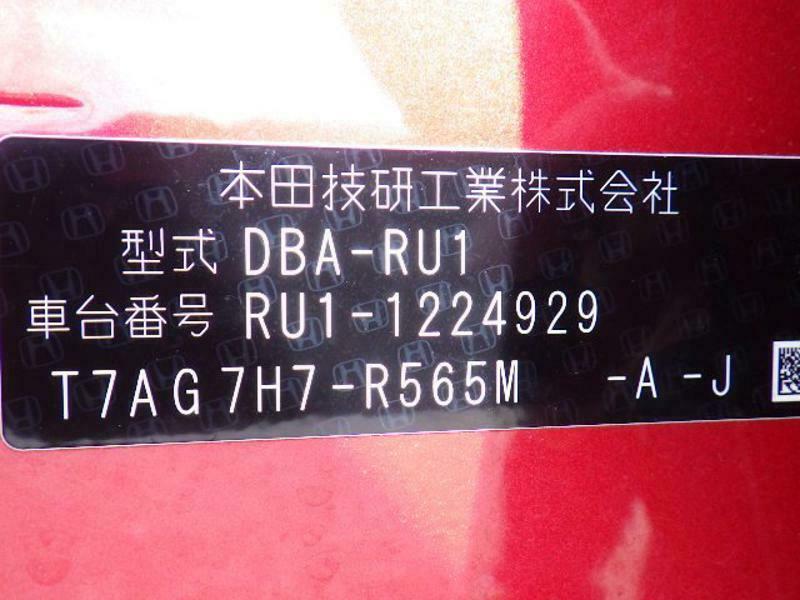 本田技研工業株式会社
型式 DBA-RU1
車台番号 RU1-1224929
T7AG7H7-R565M -A -J